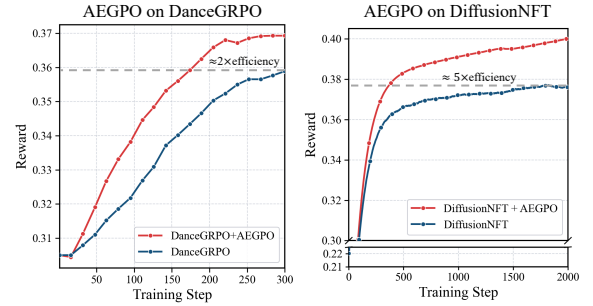 AEGPO on DanceGRPO
0.37
0.36
0.35
0.34
0.33
0.32
0.31
Reward
≈2×efficiency
DanceGRPO+AEGPO
DanceGRPO
50
100
150
200
250
300
Training Step
AEGPO on DiffusionNFT
0.40
0.38
0.36
0.34
0.32
0.30
0.22
0.21
Reward
≈ 5×efficiency
DiffusionNFT + AEGPO
DiffusionNFT
0
500
1000
1500
2000
Training Step